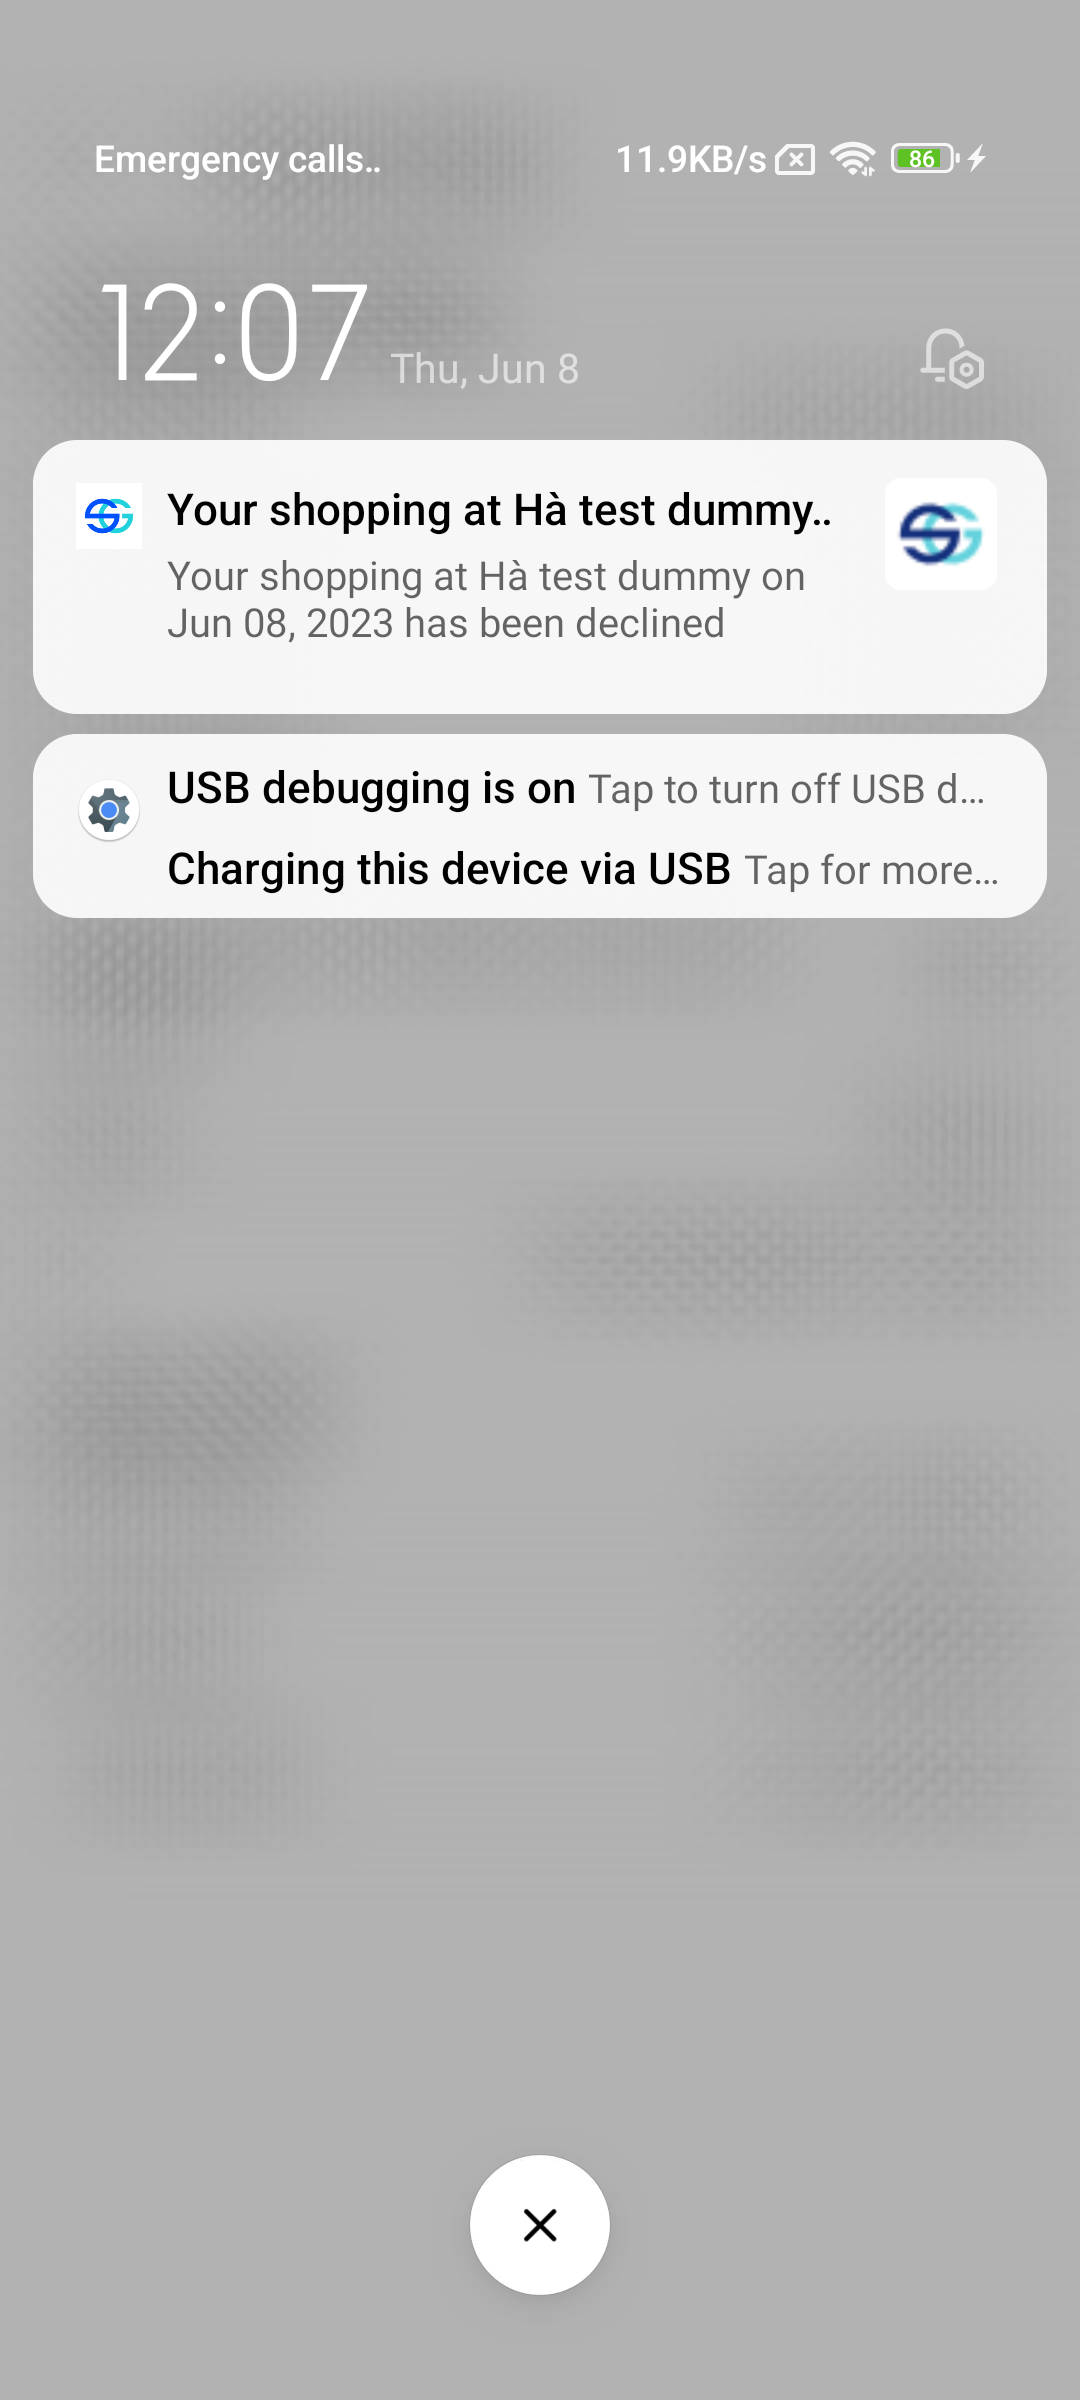 Emergency calls..
11.9KB/s
86
12:07 Thu, Jun 8
Your shopping at Hà test dummy..
Your shopping at Hà test dummy on
Jun 08, 2023 has been declined
USB debugging is on Tap to turn off USB d...
Charging this device via USB Tap for more...